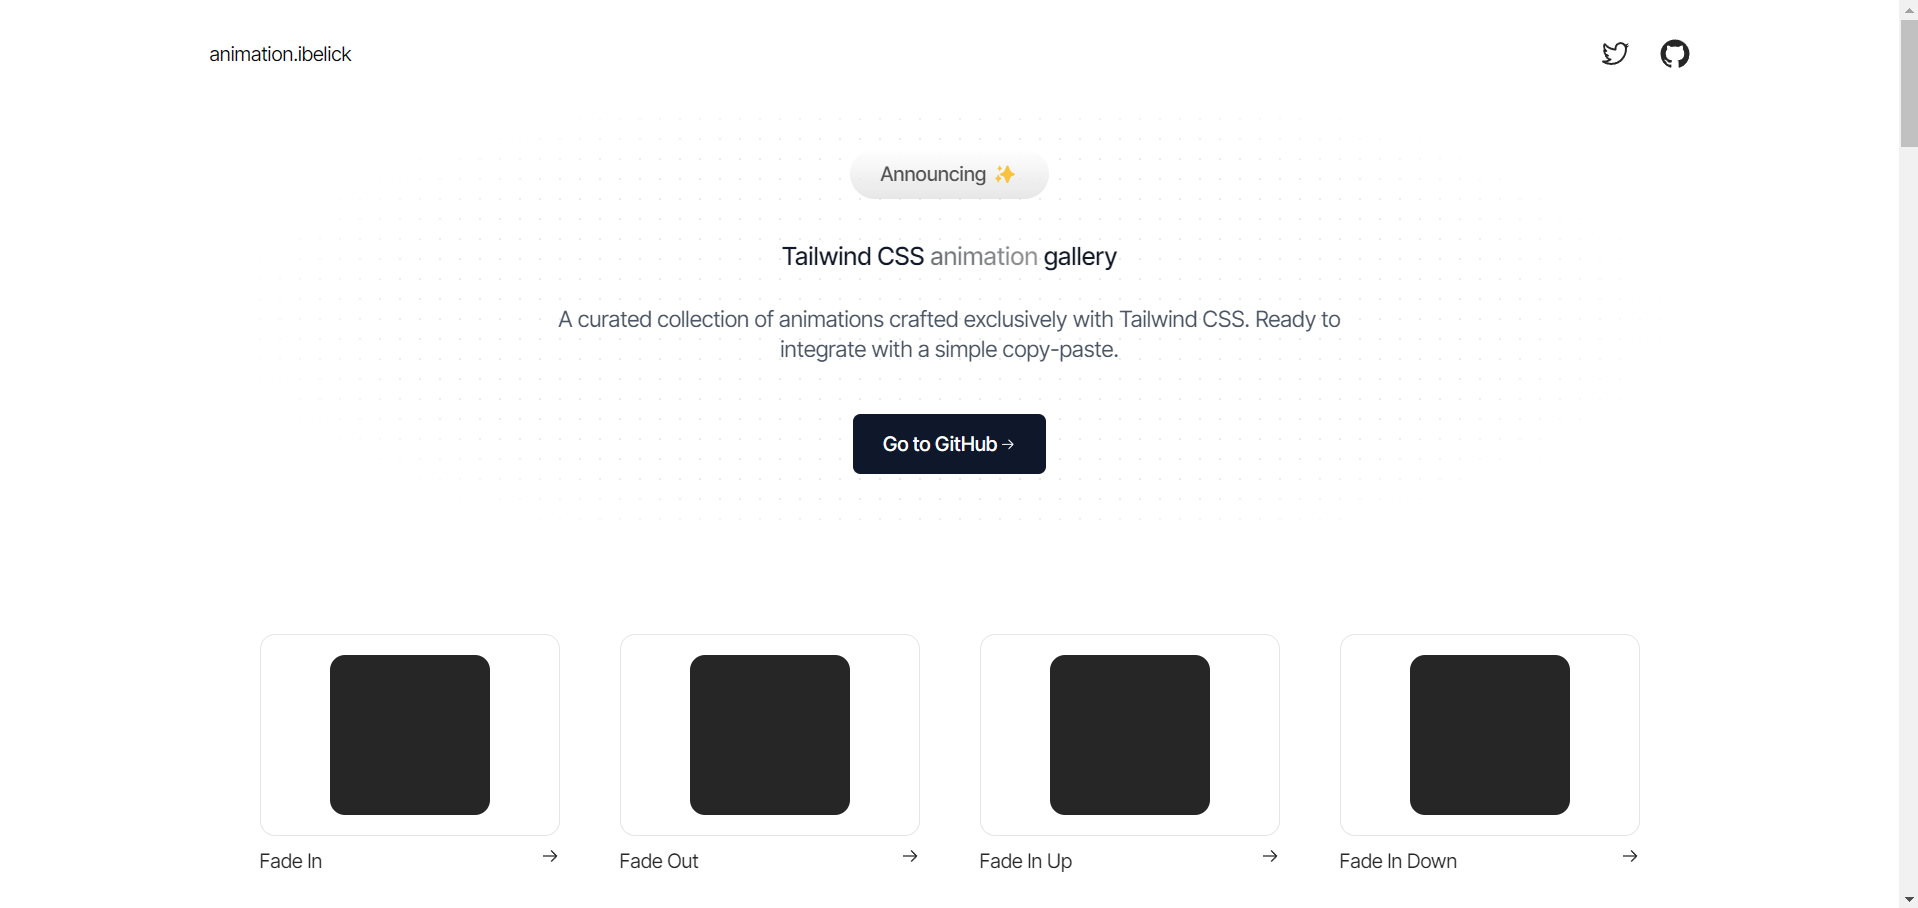 animation.ibelick
Announcing ✨
Tailwind CSS animation gallery
A curated collection of animations crafted exclusively with Tailwind CSS. Ready to
integrate with a simple copy-paste.
Go to GitHub →
Fade In →
Fade Out →
Fade In Up →
Fade In Down →